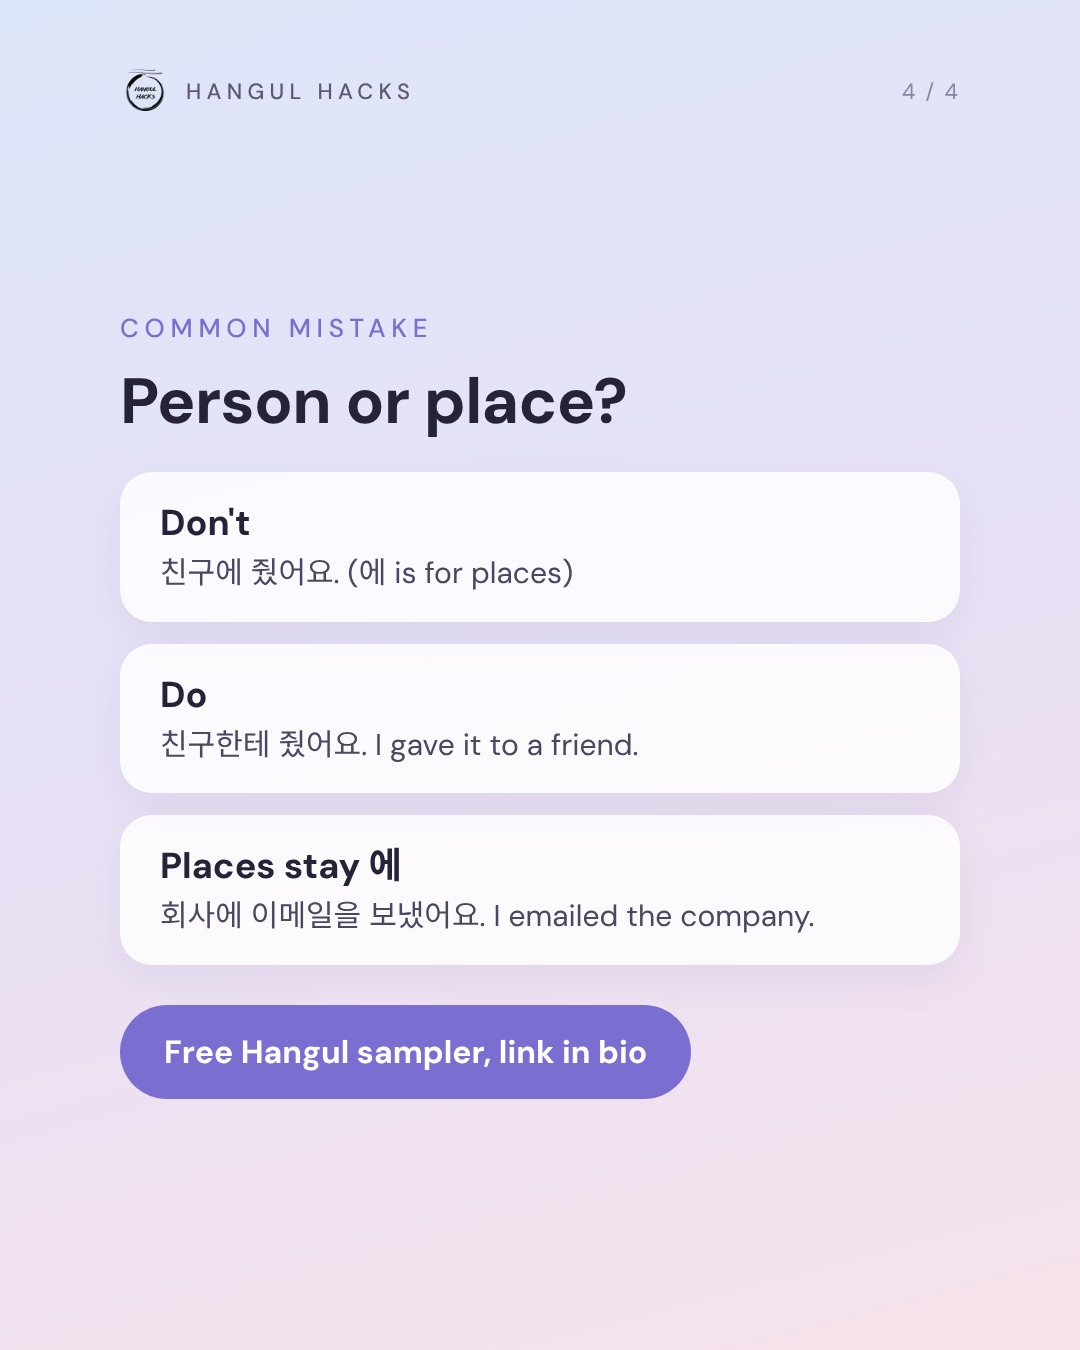 HANGUL HACKS
HANGUL HACKS
4 / 4
COMMON MISTAKE
Person or place?
Don't
친구에 줬어요. (에 is for places)
Do
친구한테 줬어요. I gave it to a friend.
Places stay 에
회사에 이메일을 보냈어요. I emailed the company.
Free Hangul sampler, link in bio